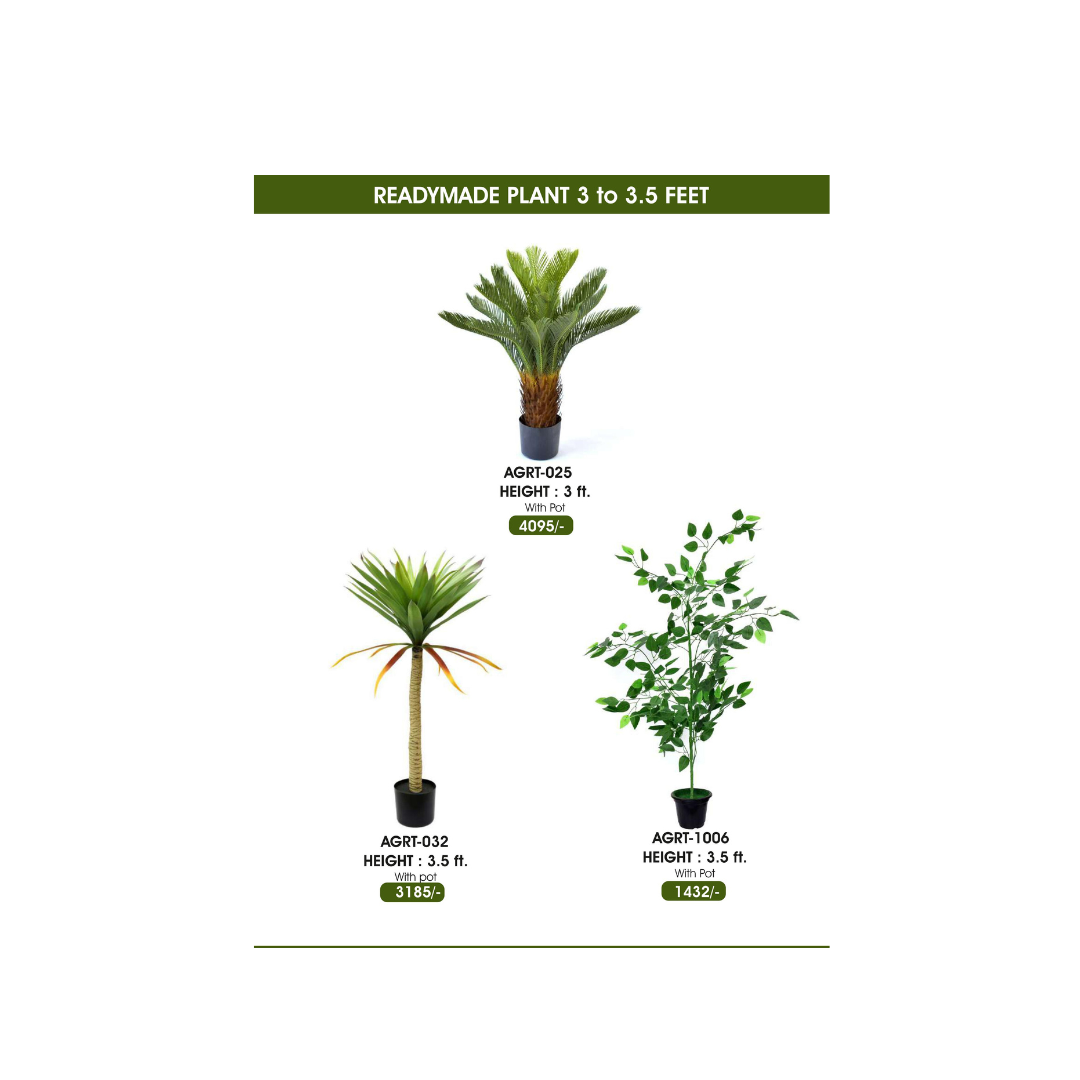 READYMADE PLANT 3 to 3.5 FEET
AGRT-025
HEIGHT : 3 ft.
With Pot
4095/-
AGRT-032
HEIGHT : 3.5 ft.
With pot
3185/-
AGRT-1006
HEIGHT : 3.5 ft.
With Pot
1432/-